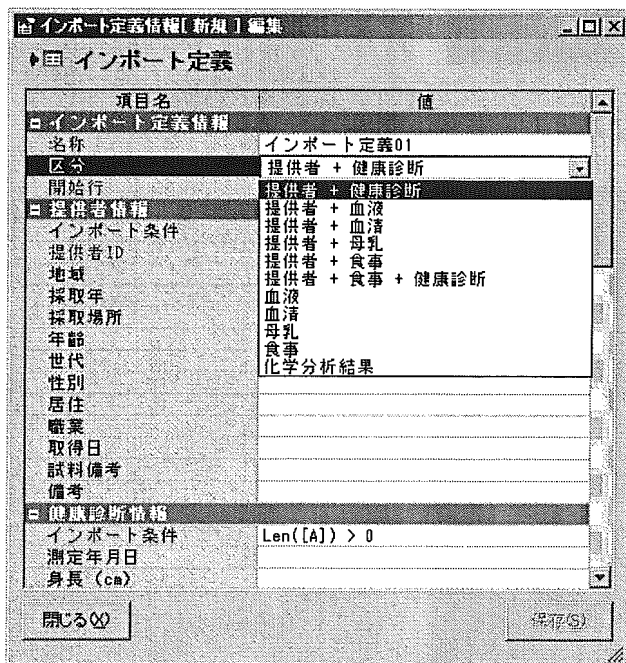 インポート定義情報[新規]編集
インポート定義
項目名 値
インポート定義情報
名称 インポート定義01
区分 提供者 + 健康診断
開始行
提供者 + 健康診断
提供者 + 血液
提供者 + 血清
提供者 + 母乳
提供者 + 食事
提供者 + 食事 + 健康診断
血液
血清
母乳
食事
化学分析結果
提供者情報
インポート条件
提供者ID
地域
採取年
採取場所
年齢
世代
性別
居住
職業
取得日
試料備考
備考
健康診断情報
インポート条件 Len([A]) > 0
測定年月日
身長 (cm)
閉じる(X) 保存(S)